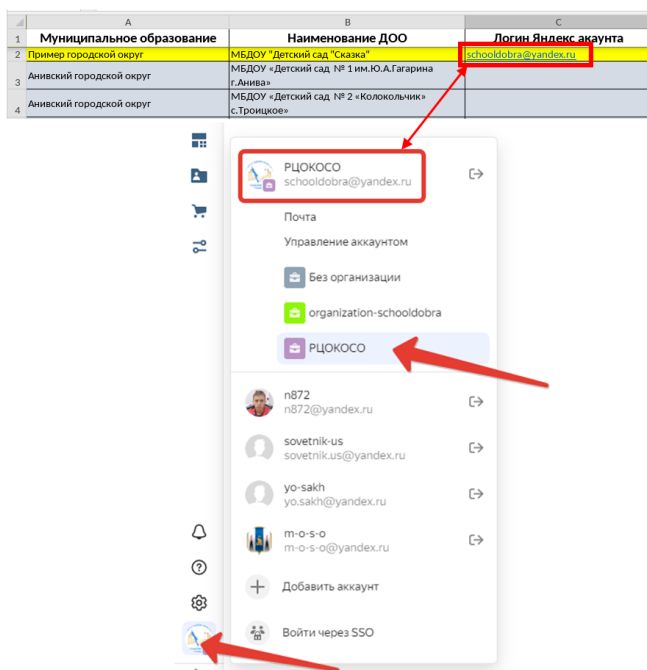 A B C
1 Муниципальное образование Наименование ДОО Логин Яндекс акаунта
2 Пример городской округ МБДОУ "Детский сад "Сказка" schooldobra@yandex.ru
МБДОУ «Детский сад № 1 им.Ю.А.Гагарина
3 Анивский городской округ г.Анива»
МБДОУ «Детский сад № 2 «Колокольчик»
4 Анивский городской округ с.Троицкое»
РЦОКОСО
schooldobra@yandex.ru
Почта
Управление аккаунтом
Без организации
organization-schooldobra
РЦОКОСО
n872
n872@yandex.ru
sovetnik-us
sovetnik.us@yandex.ru
yo-sakh
yo.sakh@yandex.ru
m-o-s-o
m-o-s-o@yandex.ru
Добавить аккаунт
Войти через SSO